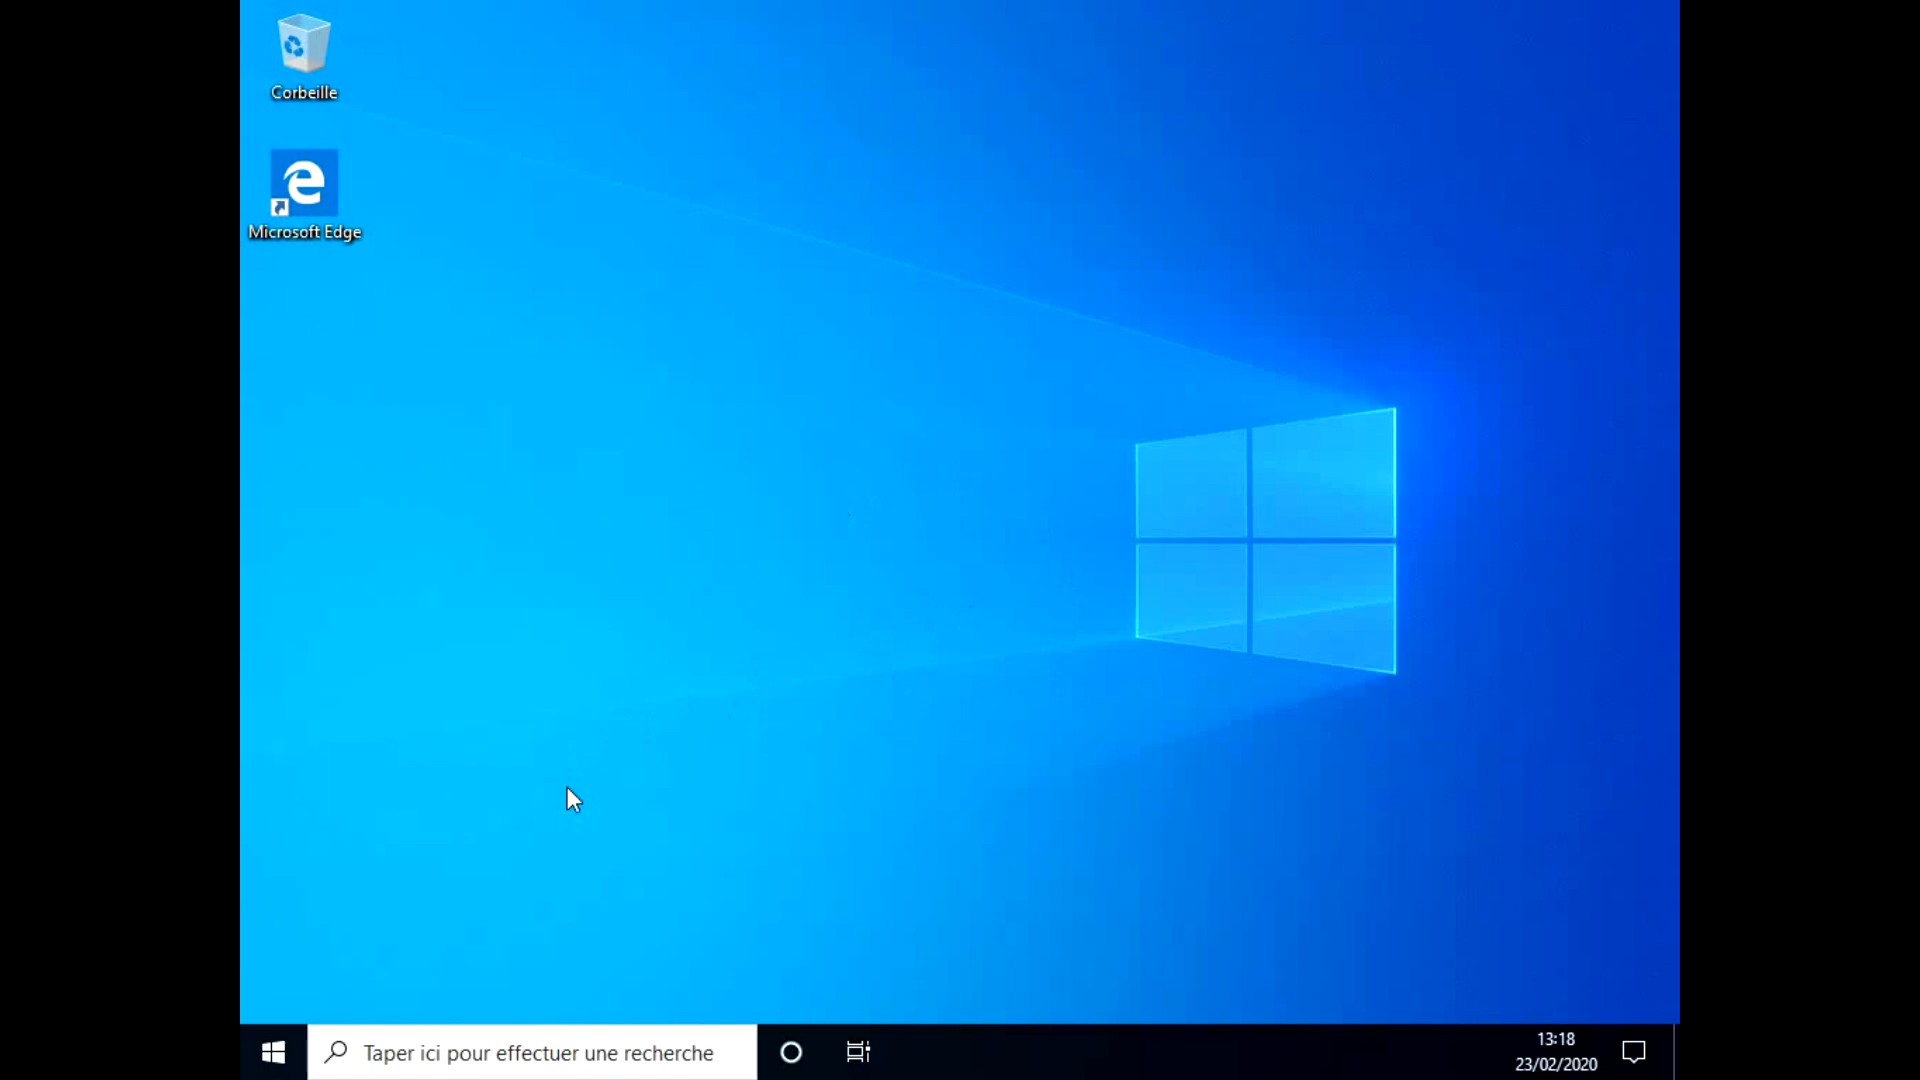 Corbeille
Microsoft Edge
Taper ici pour effectuer une recherche
13:18
23/02/2020